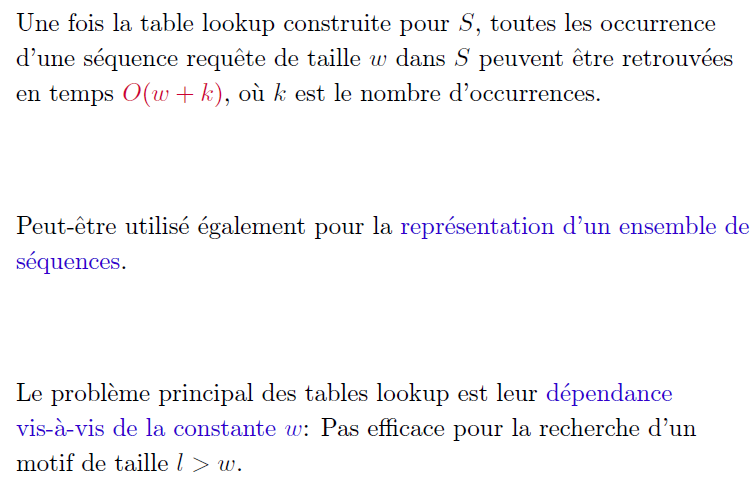 Une fois la table lookup construite pour S, toutes les occurrence
d'une séquence requête de taille w dans S peuvent être retrouvées
en temps O(w + k), où k est le nombre d'occurrences.
Peut-être utilisé également pour la représentation d'un ensemble de
séquences.
Le problème principal des tables lookup est leur dépendance
vis-à-vis de la constante w: Pas efficace pour la recherche d'un
motif de taille l > w.